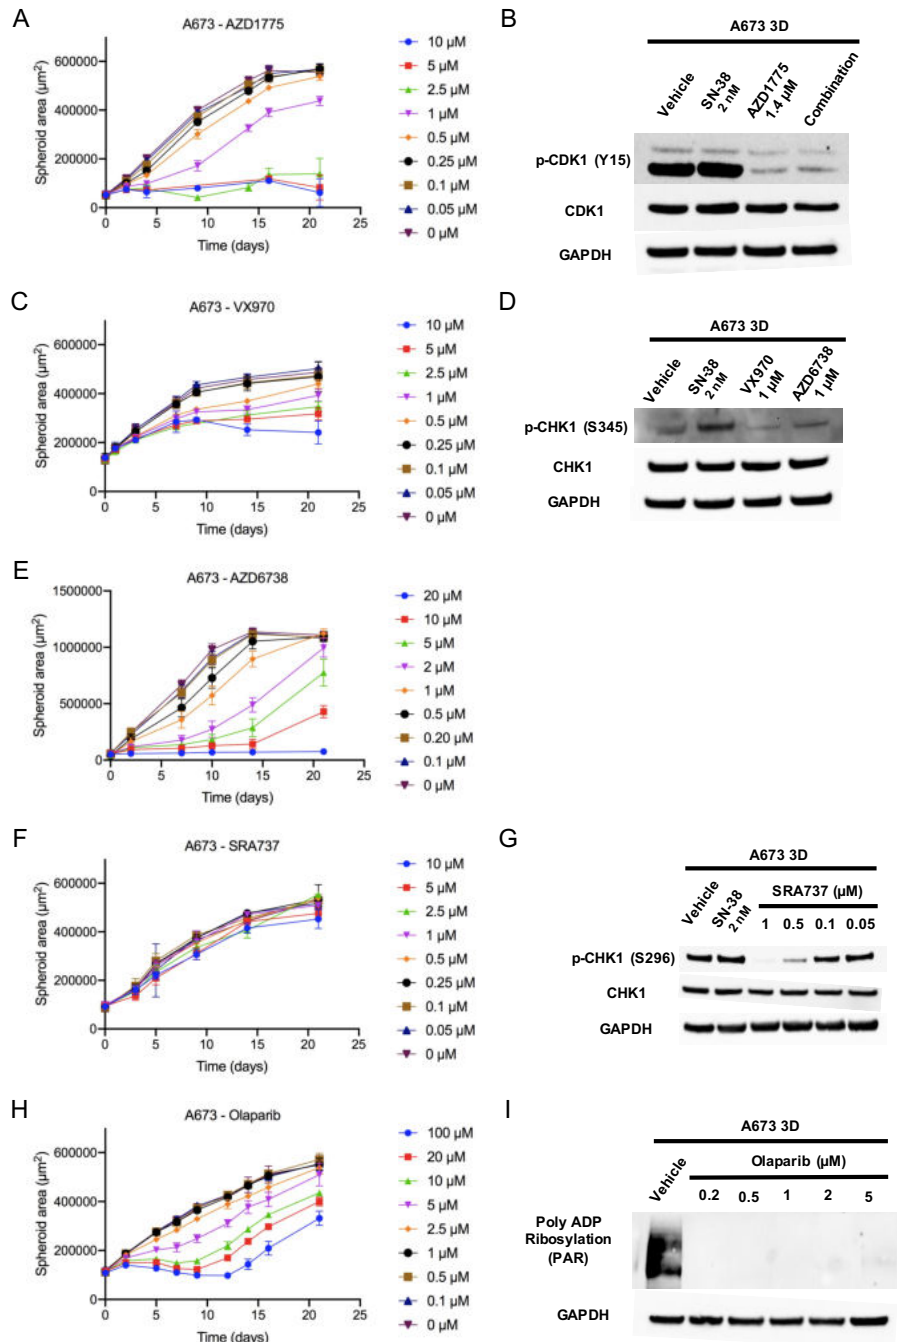 A
A673 - AZD1775
Spheroid area (µm²)
600000
400000
200000
0
0 5 10 15 20 25
Time (days)
10 µM
5 µM
2.5 µM
1 µM
0.5 µM
0.25 µM
0.1 µM
0.05 µM
0 µM
B
A673 3D
Vehicle
SN-38
2 nM
AZD1775
1.4 µM
Combination
p-CDK1 (Y15)
CDK1
GAPDH
C
A673 - VX970
Spheroid area (µm²)
600000
400000
200000
0
0 5 10 15 20 25
Time (days)
10 µM
5 µM
2.5 µM
1 µM
0.5 µM
0.25 µM
0.1 µM
0.05 µM
0 µM
D
A673 3D
Vehicle
SN-38
2 nM
VX970
1 µM
AZD6738
1 µM
p-CHK1 (S345)
CHK1
GAPDH
E
A673 - AZD6738
Spheroid area (µm²)
1500000
1000000
500000
0
0 5 10 15 20 25
Time (days)
20 µM
10 µM
5 µM
2 µM
1 µM
0.5 µM
0.20 µM
0.1 µM
0 µM
F
A673 - SRA737
Spheroid area (µm²)
600000
400000
200000
0
0 5 10 15 20 25
Time (days)
10 µM
5 µM
2.5 µM
1 µM
0.5 µM
0.25 µM
0.1 µM
0.05 µM
0 µM
G
A673 3D
Vehicle
SN-38
2 nM
SRA737 (µM)
1 0.5 0.1 0.05
p-CHK1 (S296)
CHK1
GAPDH
H
A673 - Olaparib
Spheroid area (µm²)
600000
400000
200000
0
0 5 10 15 20 25
Time (days)
100 µM
20 µM
10 µM
5 µM
2.5 µM
1 µM
0.5 µM
0.1 µM
0 µM
I
A673 3D
Vehicle
Olaparib (µM)
0.2 0.5 1 2 5
Poly ADP
Ribosylation
(PAR)
GAPDH